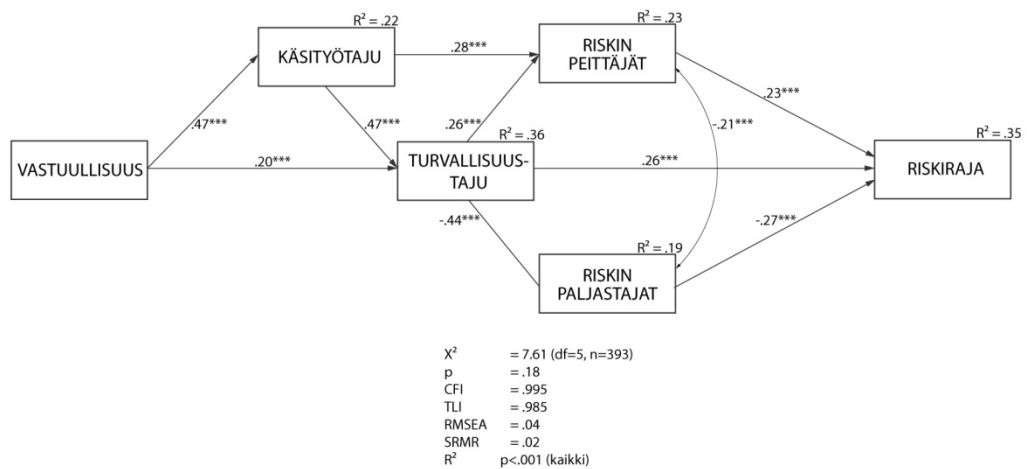 R² = .22
KÄSITYÖTAJU
.28***
R² = .23
RISKIN
PEITTÄJÄT
.23***
.47***
.47***
.26***
-.21***
R² = .36
R² = .35
VASTUULLISUUS
.20***
TURVALLISUUS-
TAJU
.26***
RISKIRAJA
-.44***
-.27***
R² = .19
RISKIN
PALJASTAJAT
X² = 7.61 (df=5, n=393)
p = .18
CFI = .995
TLI = .985
RMSEA = .04
SRMR = .02
R² p<.001 (kaikki)